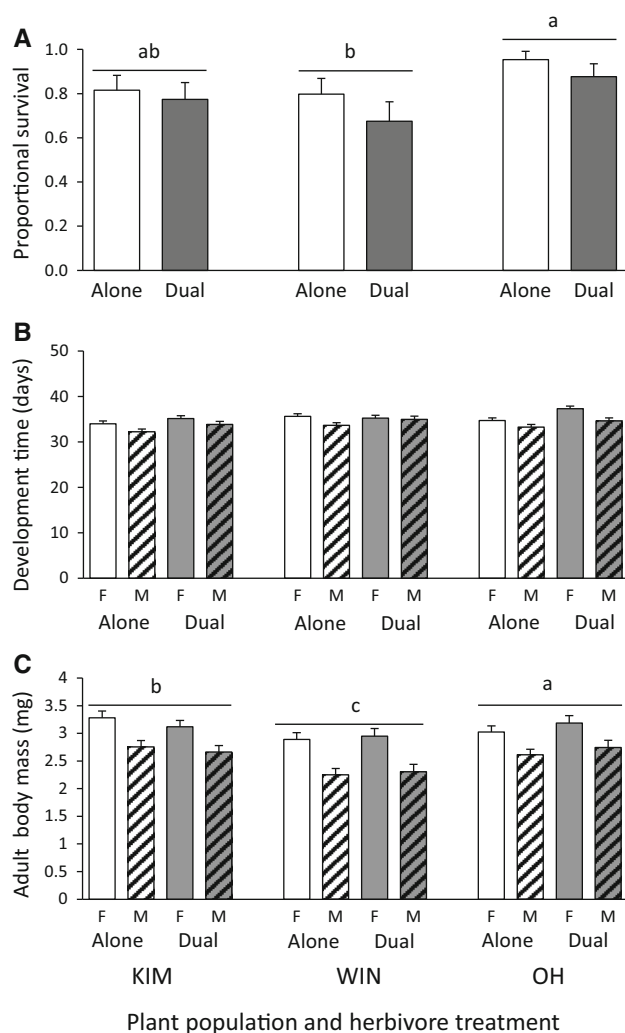 A
ab
b
a
Proportional survival
1.0
0.8
0.6
0.4
0.2
0.0
Alone Dual Alone Dual Alone Dual
B
Development time (days)
50
40
30
20
10
0
F M F M F M F M F M F M
Alone Dual Alone Dual Alone Dual
C
b
c
a
Adult body mass (mg)
4
3.5
3
2.5
2
1.5
1
0.5
0
F M F M F M F M F M F M
Alone Dual Alone Dual Alone Dual
KIM WIN OH
Plant population and herbivore treatment